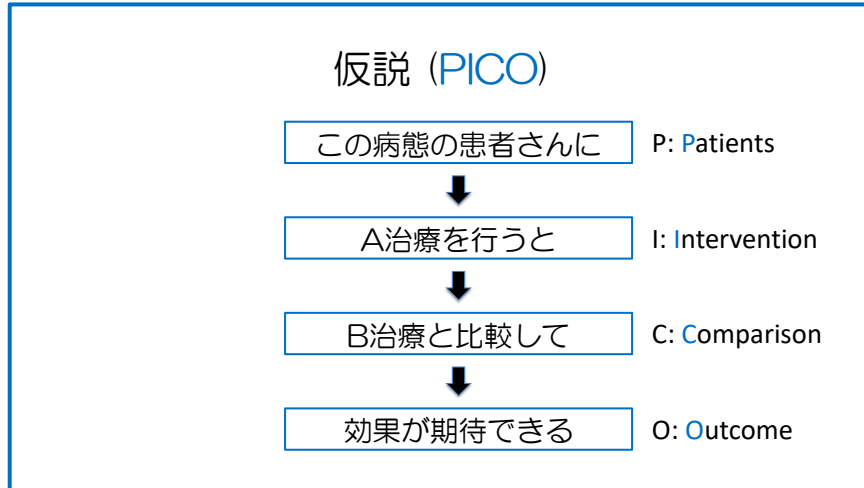 仮説 (PICO)
この病態の患者さんに P: Patients
A治療を行うと I: Intervention
B治療と比較して C: Comparison
効果が期待できる O: Outcome